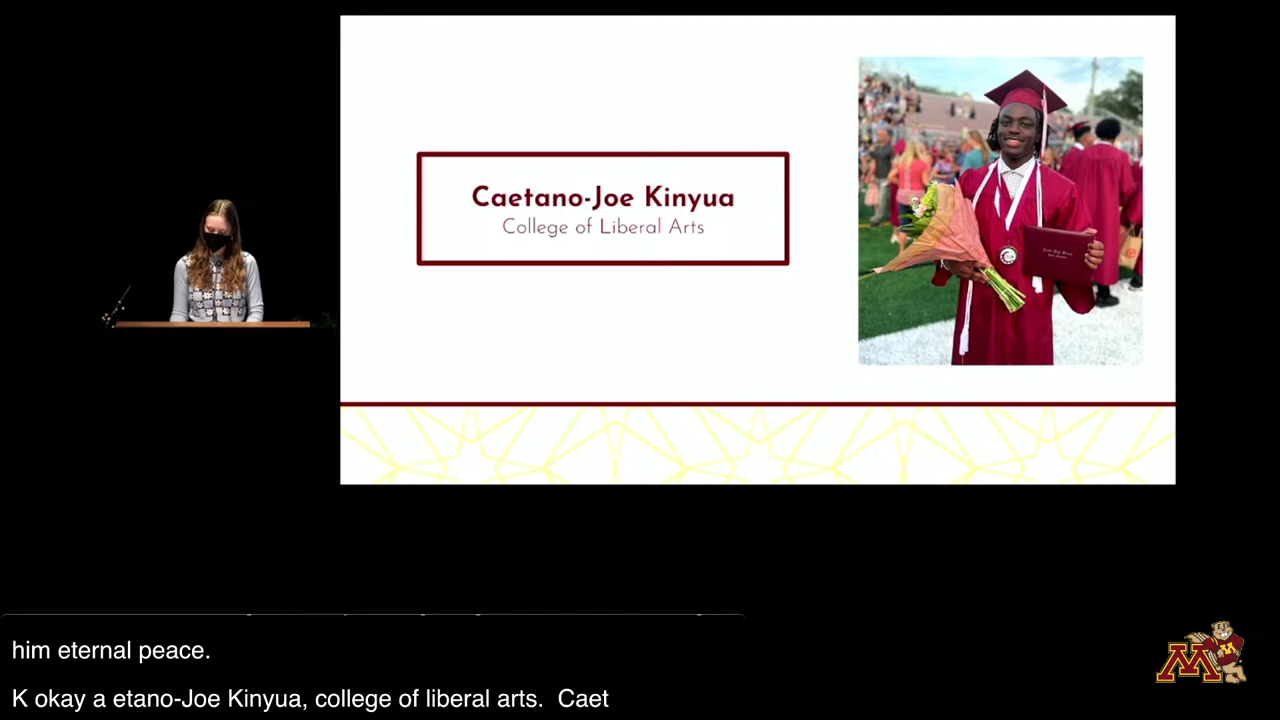 Caetano-Joe Kinyua
College of Liberal Arts
him eternal peace.
K okay a etano-Joe Kinyua, college of liberal arts.  Caet
M